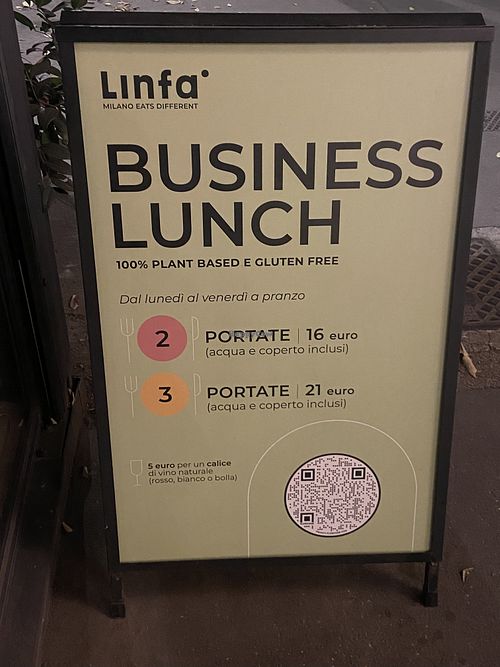 Linfa
MILANO EATS DIFFERENT
BUSINESS
LUNCH
100% PLANT BASED E GLUTEN FREE
Dal lunedì al venerdì a pranzo
2 PORTATE | 16 euro
(acqua e coperto inclusi)
3 PORTATE | 21 euro
(acqua e coperto inclusi)
5 euro per un calice
di vino naturale
(rosso, bianco o bolla)